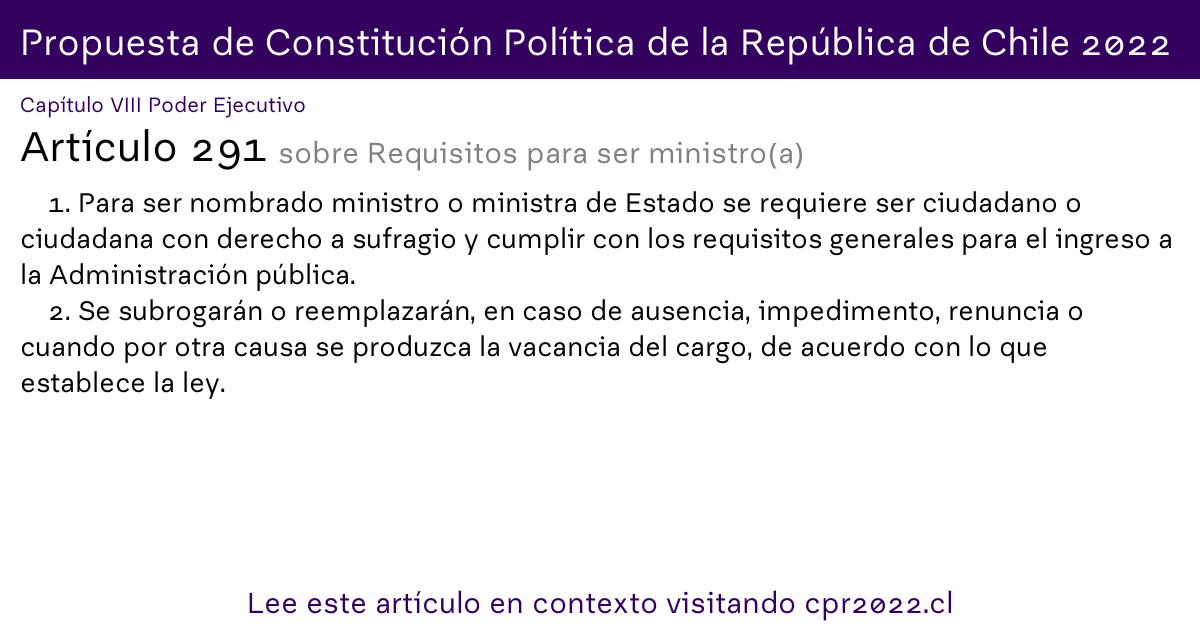 Propuesta de Constitución Política de la República de Chile 2022
Capítulo VIII Poder Ejecutivo
Artículo 291 sobre Requisitos para ser ministro(a)
1. Para ser nombrado ministro o ministra de Estado se requiere ser ciudadano o
ciudadana con derecho a sufragio y cumplir con los requisitos generales para el ingreso a
la Administración pública.
2. Se subrogarán o reemplazarán, en caso de ausencia, impedimento, renuncia o
cuando por otra causa se produzca la vacancia del cargo, de acuerdo con lo que
establece la ley.
Lee este artículo en contexto visitando cpr2022.cl